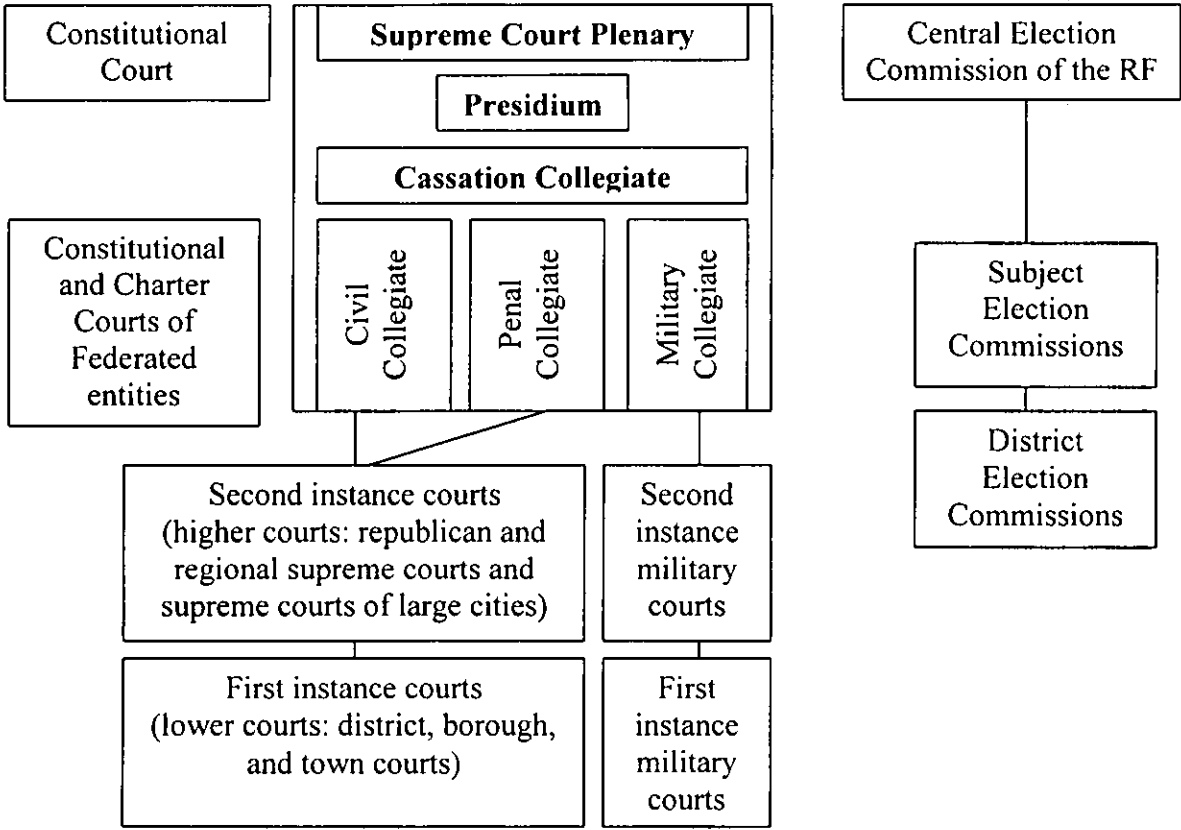 Constitutional
Court
Supreme Court Plenary
Presidium
Cassation Collegiate
Central Election
Commission of the RF
Constitutional
and Charter
Courts of
Federated
entities
Civil
Collegiate
Penal
Collegiate
Military
Collegiate
Subject
Election
Commissions
District
Election
Commissions
Second instance courts
(higher courts: republican and
regional supreme courts and
supreme courts of large cities)
Second
instance
military
courts
First instance courts
(lower courts: district, borough,
and town courts)
First
instance
military
courts